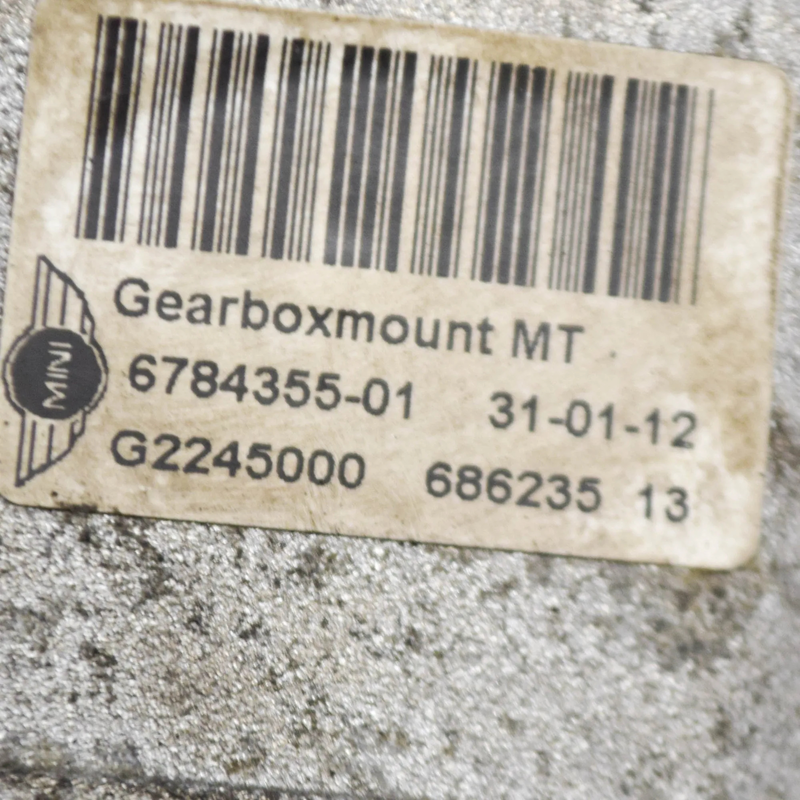 Gearboxmount MT
MINI
6784355-01 31-01-12
G2245000 686235 13